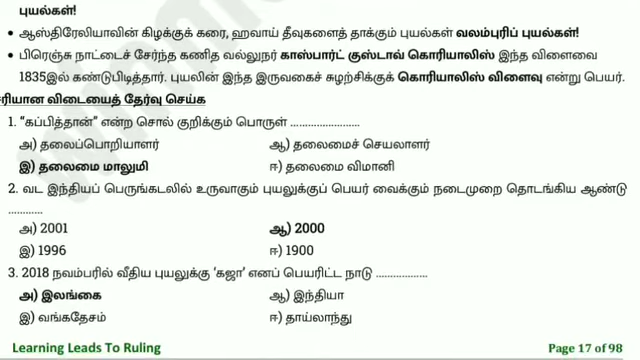 புயல்கள்!
• ஆஸ்திரேலியாவின் கிழக்குக் கரை, ஹவாய் தீவுகளைத் தாக்கும் புயல்கள் வலம்புரிப் புயல்கள்!
• பிரெஞ்சு நாட்டைச் சேர்ந்த கணித வல்லுநர் காஸ்பார்ட் குஸ்டாவ் கொரியாலிஸ் இந்த விளைவை
1835இல் கண்டுபிடித்தார். புயலின் இந்த இருவகைச் சுழற்சிக்குக் கொரியாலிஸ் விளைவு என்று பெயர்.
சரியான விடையைத் தேர்வு செய்க
1. “கப்பித்தான்” என்ற சொல் குறிக்கும் பொருள் ........................
அ) தலைப்பொறியாளர் ஆ) தலைமைச் செயலாளர்
இ) தலைமை மாலுமி ஈ) தலைமை விமானி
2. வட இந்தியப் பெருங்கடலில் உருவாகும் புயலுக்குப் பெயர் வைக்கும் நடைமுறை தொடங்கிய ஆண்டு
............
அ) 2001 ஆ) 2000
இ) 1996 ஈ) 1900
3. 2018 நவம்பரில் வீதிய புயலுக்கு ‘கஜா’ எனப் பெயரிட்ட நாடு ..................
அ) இலங்கை ஆ) இந்தியா
இ) வங்கதேசம் ஈ) தாய்லாந்து
Learning Leads To Ruling Page 17 of 98